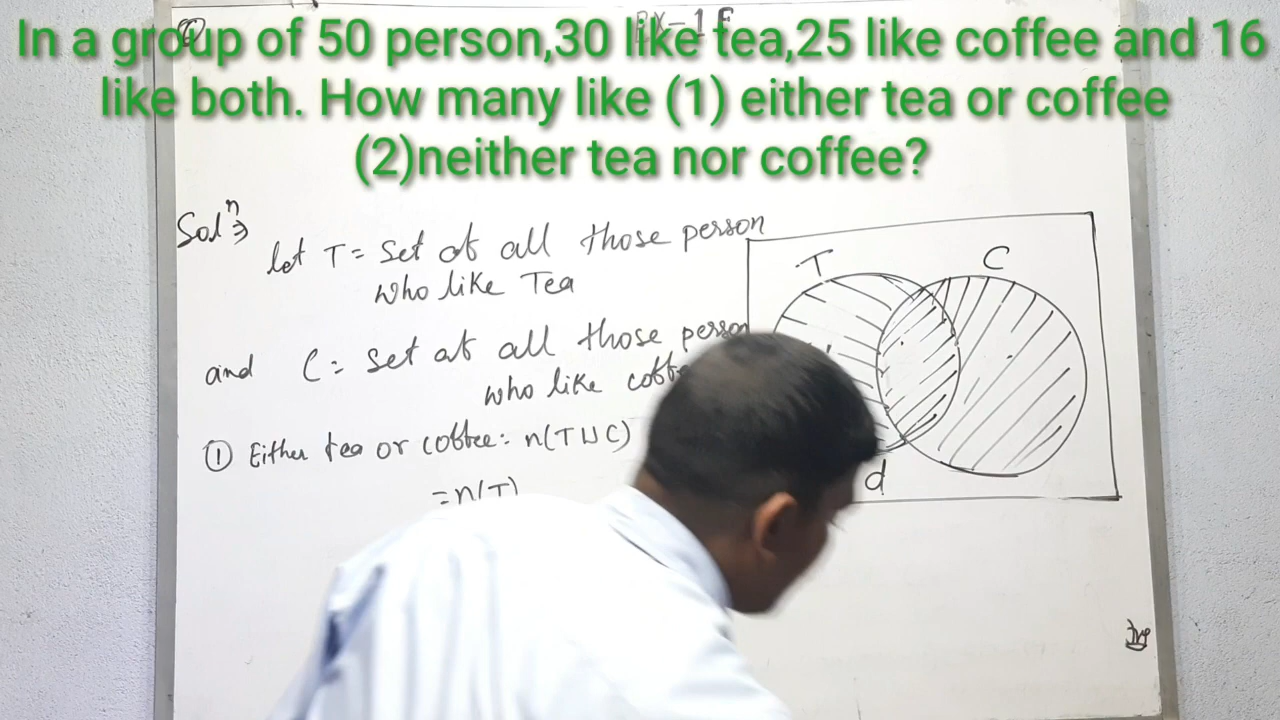 In a group of 50 person,30 like tea,25 like coffee and 16
like both. How many like (1) either tea or coffee
(2)neither tea nor coffee?
Solⁿ ⇒
let T = Set of all those person
who like Tea
and C = set of all those person
who like coffe
① Either tea or coffee = n(T ∪ C)
= n(T)
T
C
d